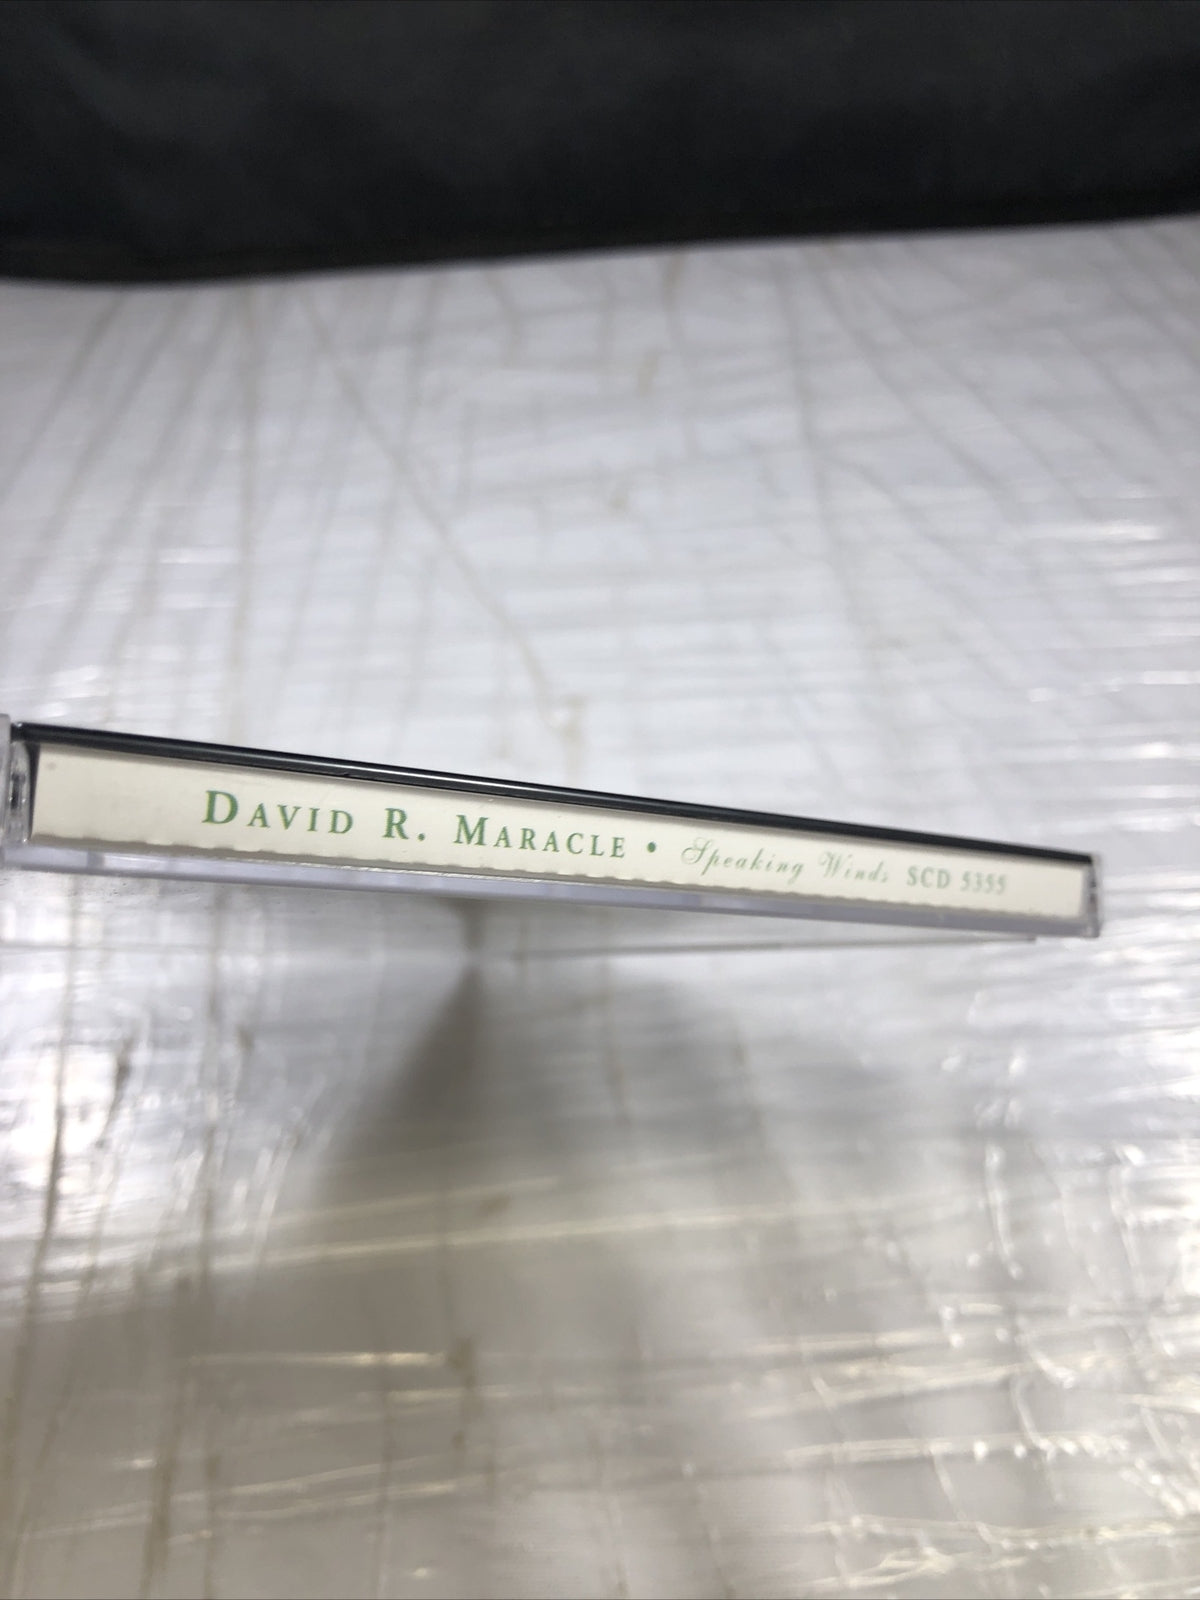 DAVID R. MARACLE • Speaking Winds SCD 5355